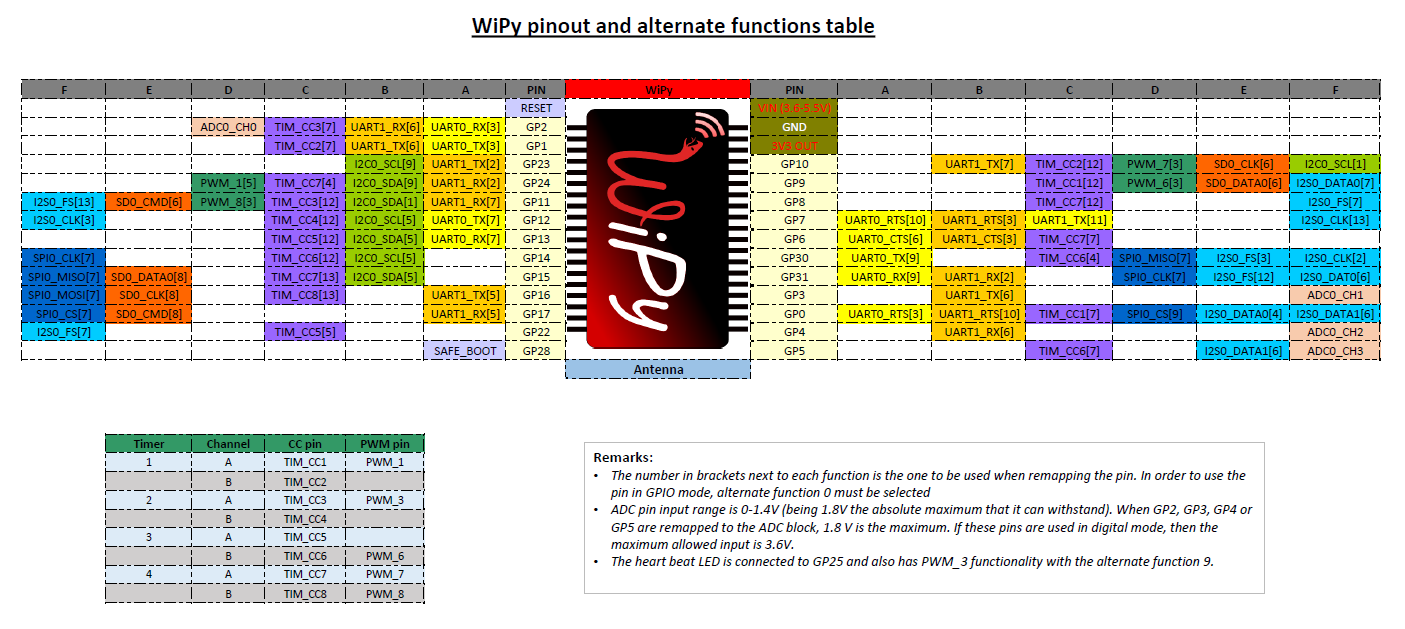 WiPy pinout and alternate functions table
F E D C B A PIN WiPy PIN A B C D E F
RESET VIN (3.6-5.5V)
ADC0_CH0 TIM_CC3[7] UART1_RX[6] UART0_RX[3] GP2 GND
TIM_CC2[7] UART1_TX[6] UART0_TX[3] GP1 3V3 OUT
I2C0_SCL[9] UART1_TX[2] GP23 GP10 UART1_TX[7] TIM_CC2[12] PWM_7[3] SD0_CLK[6] I2C0_SCL[1]
PWM_1[5] TIM_CC7[4] I2C0_SDA[9] UART1_RX[2] GP24 GP9 TIM_CC1[12] PWM_6[3] SD0_DATA0[6] I2S0_DATA0[7]
I2S0_FS[13] SD0_CMD[6] PWM_8[3] TIM_CC3[12] I2C0_SDA[1] UART1_RX[7] GP11 GP8 TIM_CC7[12] I2S0_FS[7]
I2S0_CLK[3] TIM_CC4[12] I2C0_SCL[5] UART0_TX[7] GP12 GP7 UART0_RTS[10] UART1_RTS[3] UART1_TX[11] I2S0_CLK[13]
TIM_CC5[12] I2C0_SDA[5] UART0_RX[7] GP13 GP6 UART0_CTS[6] UART1_CTS[3] TIM_CC7[7]
SPI0_CLK[7] TIM_CC6[12] I2C0_SCL[5] GP14 GP30 UART0_TX[9] TIM_CC6[4] SPI0_MISO[7] I2S0_FS[3] I2S0_CLK[2]
SPI0_MISO[7] SD0_DATA0[8] TIM_CC7[13] I2C0_SDA[5] GP15 GP31 UART0_RX[9] UART1_RX[2] SPI0_CLK[7] I2S0_FS[12] I2S0_DAT0[6]
SPI0_MOSI[7] SD0_CLK[8] TIM_CC8[13] UART1_TX[5] GP16 GP3 UART1_TX[6] ADC0_CH1
SPI0_CS[7] SD0_CMD[8] UART1_RX[5] GP17 GP0 UART0_RTS[3] UART1_RTS[10] TIM_CC1[7] SPI0_CS[9] I2S0_DATA0[4] I2S0_DATA1[6]
I2S0_FS[7] TIM_CC5[5] GP22 GP4 UART1_RX[6] ADC0_CH2
SAFE_BOOT GP28 GP5 TIM_CC6[7] I2S0_DATA1[6] ADC0_CH3
WiPy
Antenna
Timer Channel CC pin PWM pin
1 A TIM_CC1 PWM_1
B TIM_CC2
2 A TIM_CC3 PWM_3
B TIM_CC4
3 A TIM_CC5
B TIM_CC6 PWM_6
4 A TIM_CC7 PWM_7
B TIM_CC8 PWM_8
Remarks:
• The number in brackets next to each function is the one to be used when remapping the pin. In order to use the
pin in GPIO mode, alternate function 0 must be selected
• ADC pin input range is 0-1.4V (being 1.8V the absolute maximum that it can withstand). When GP2, GP3, GP4 or
GP5 are remapped to the ADC block, 1.8 V is the maximum. If these pins are used in digital mode, then the
maximum allowed input is 3.6V.
• The heart beat LED is connected to GP25 and also has PWM_3 functionality with the alternate function 9.